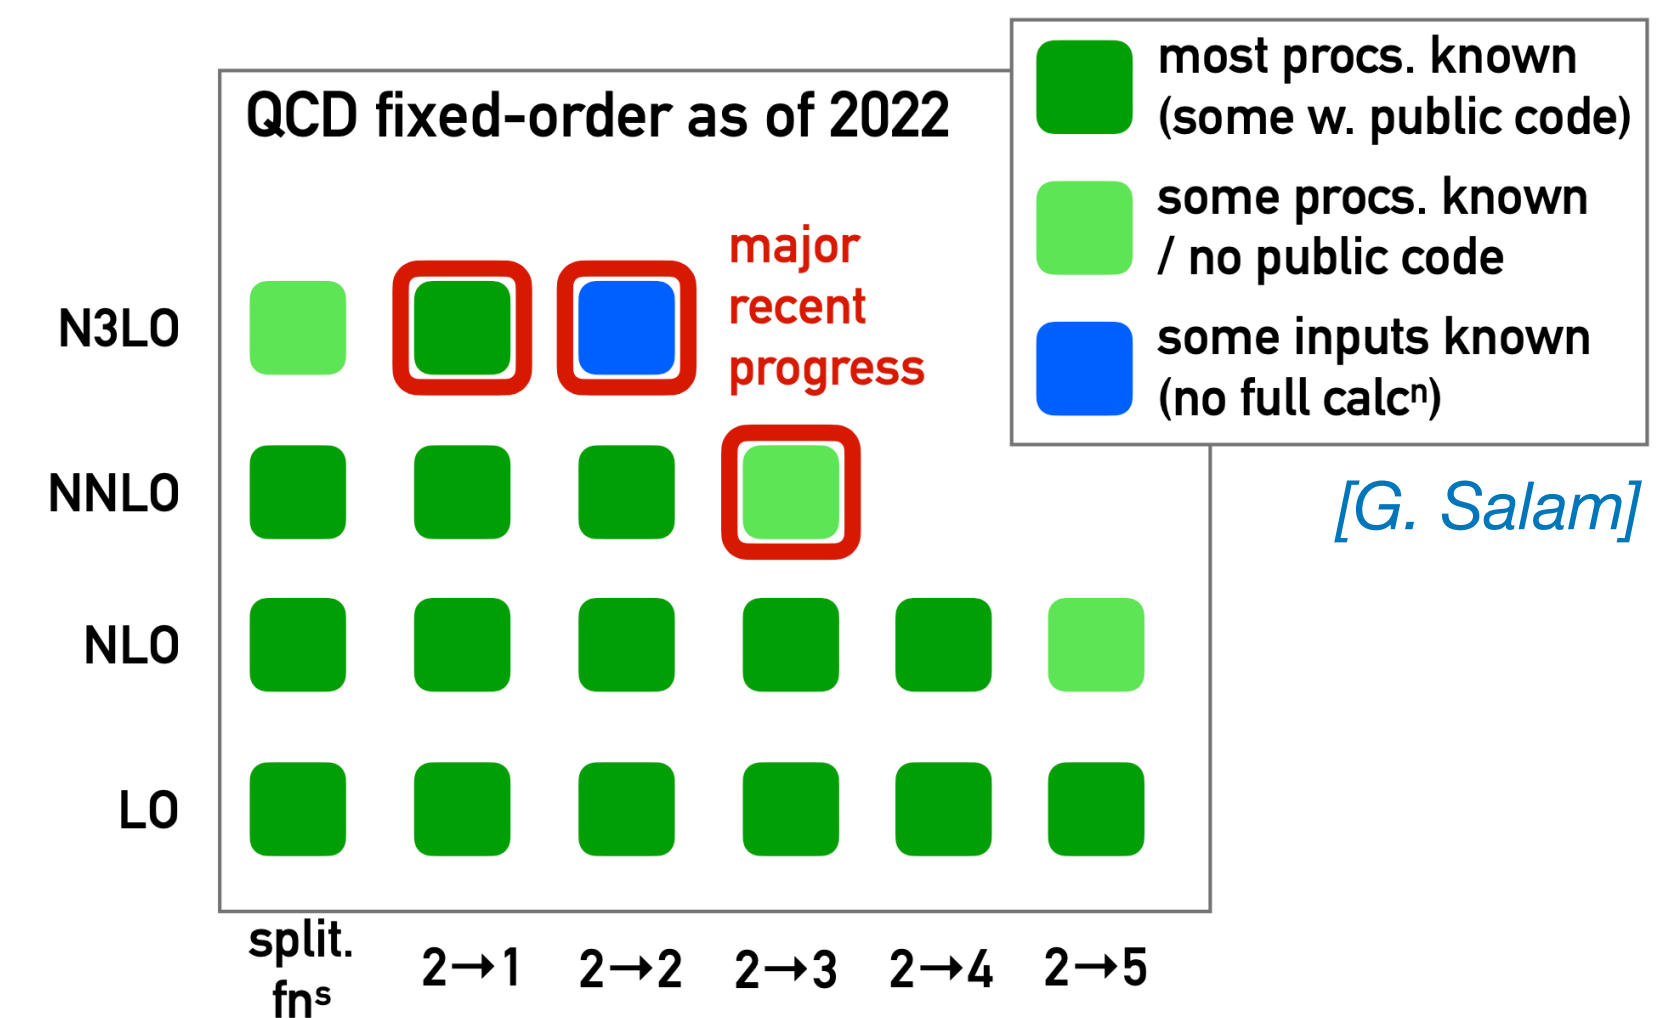 QCD fixed-order as of 2022
most procs. known
(some w. public code)
some procs. known
/ no public code
some inputs known
(no full calcⁿ)
major
recent
progress
N3LO
NNLO
[G. Salam]
NLO
LO
split.
fnˢ
2→1
2→2
2→3
2→4
2→5